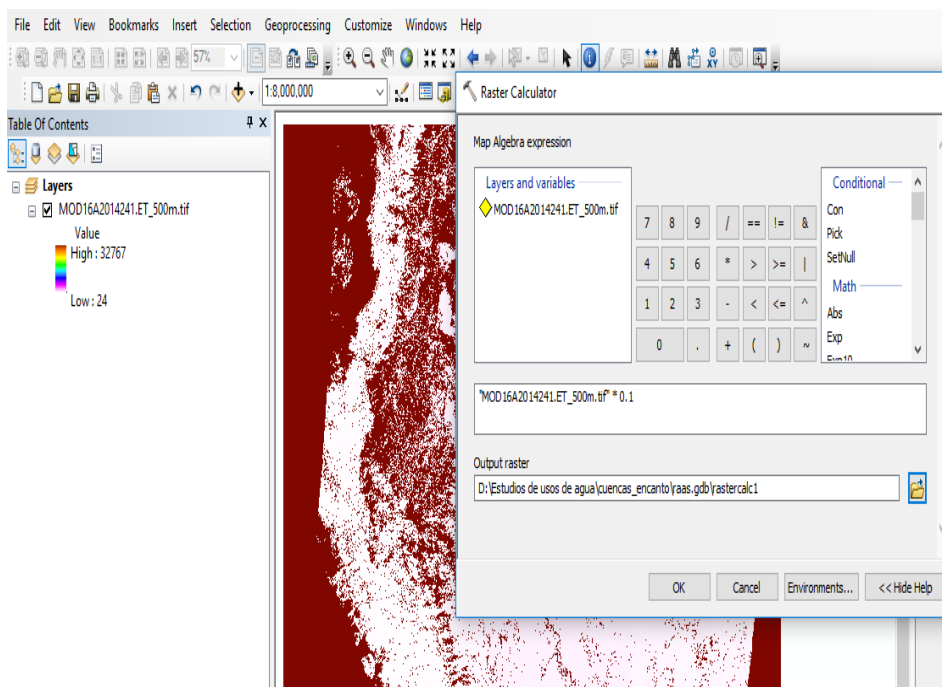 File Edit View Bookmarks Insert Selection Geoprocessing Customize Windows Help
57%
1:8,000,000
Table Of Contents
Layers
MOD16A2014241.ET_500m.tif
Value
High : 32767
Low : 24
Raster Calculator
Map Algebra expression
Layers and variables
MOD16A2014241.ET_500m.tif
7 8 9 / == != &
4 5 6 * > >= |
1 2 3 - < <= ^
0 . + ( ) ~
Conditional
Con
Pick
SetNull
Math
Abs
Exp
Exp10
"MOD16A2014241.ET_500m.tif" * 0.1
Output raster
D:\Estudios de usos de agua\cuencas_encanto\raas.gdb\rastercalc1
OK Cancel Environments... << Hide Help